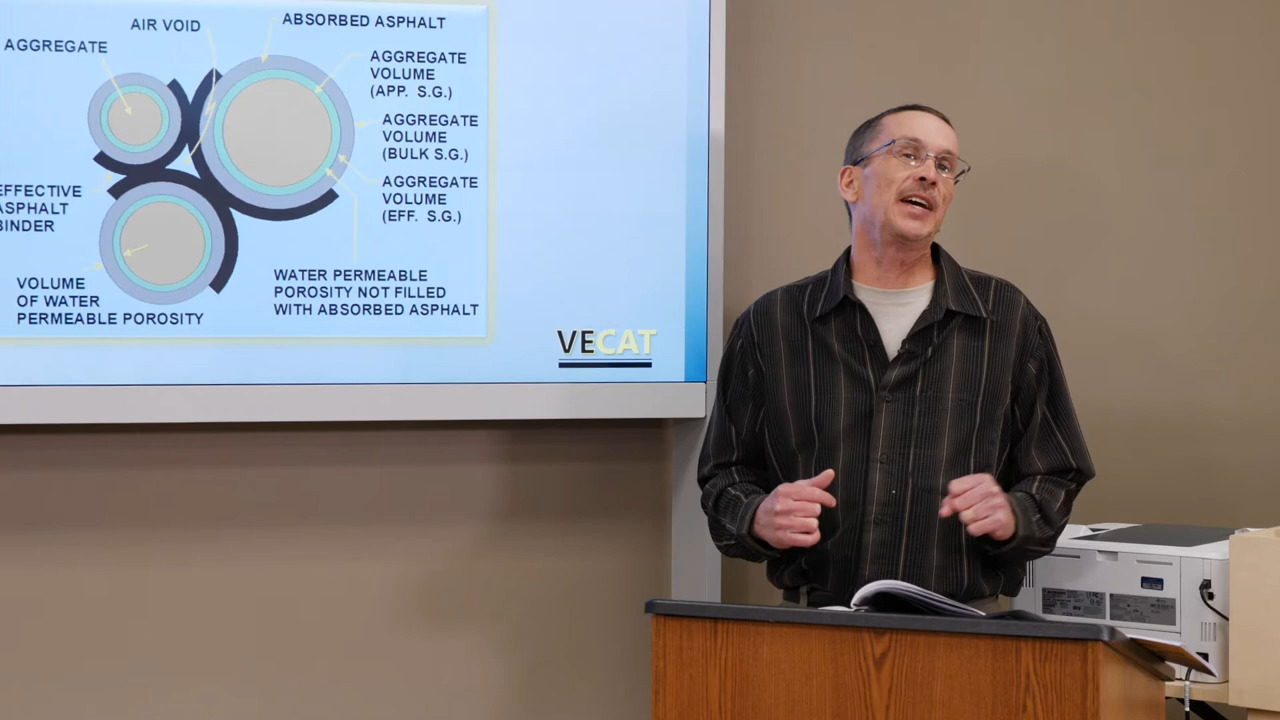 AIR VOID
ABSORBED ASPHALT
AGGREGATE
AGGREGATE
VOLUME
(APP. S.G.)
AGGREGATE
VOLUME
(BULK S.G.)
AGGREGATE
VOLUME
(EFF. S.G.)
EFFECTIVE
ASPHALT
BINDER
VOLUME
OF WATER
PERMEABLE POROSITY
WATER PERMEABLE
POROSITY NOT FILLED
WITH ABSORBED ASPHALT
VECAT